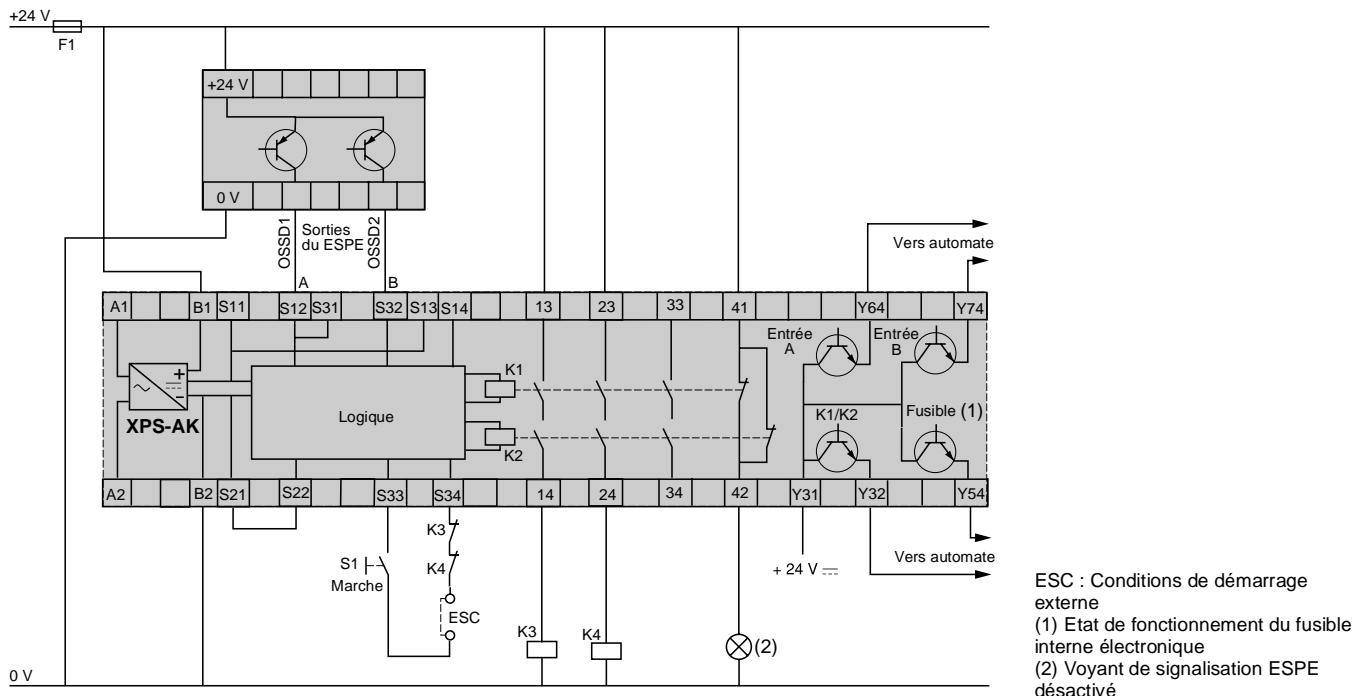 +24 V
F1
+24 V
0 V
OSSD1
Sorties
du ESPE
OSSD2
A
B
Vers automate
A1
B1
S11
S12
S31
S32
S13
S14
13
23
33
41
Y64
Y74
Entrée
A
Entrée
B
K1
+
–
XPS-AK
Logique
K1/K2
Fusible (1)
K2
A2
B2
S21
S22
S33
S34
14
24
34
42
Y31
Y32
Y54
K3
S1
Marche
K4
ESC
+ 24 V
Vers automate
K3
K4
(2)
0 V
ESC : Conditions de démarrage
externe
(1) Etat de fonctionnement du fusible
interne électronique
(2) Voyant de signalisation ESPE
désactivé